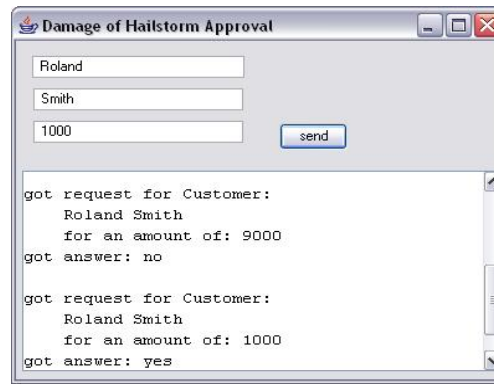 Damage of Hailstorm Approval
Roland
Smith
1000
send
got request for Customer:
Roland Smith
for an amount of: 9000
got answer: no
got request for Customer:
Roland Smith
for an amount of: 1000
got answer: yes